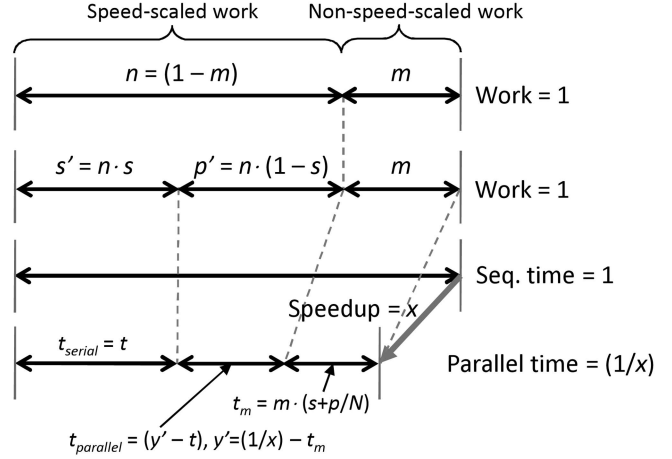 Speed-scaled work Non-speed-scaled work
n = (1 – m) m Work = 1
s’ = n· s p’ = n· (1 – s) m Work = 1
Seq. time = 1
Speedup = x
t_serial = t Parallel time = (1/x)
t_m = m · (s+p/N)
t_parallel = (y’ – t), y’=(1/x) – t_m